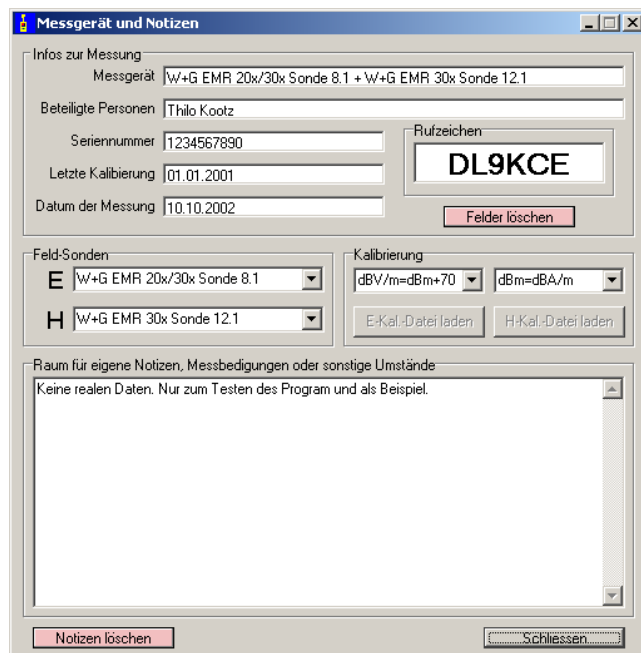 Messgerät und Notizen
Infos zur Messung
Messgerät W+G EMR 20x/30x Sonde 8.1 + W+G EMR 30x Sonde 12.1
Beteiligte Personen Thilo Kootz
Seriennummer 1234567890
Rufzeichen
DL9KCE
Letzte Kalibierung 01.01.2001
Datum der Messung 10.10.2002
Felder löschen
Feld-Sonden
E W+G EMR 20x/30x Sonde 8.1
H W+G EMR 30x Sonde 12.1
Kalibrierung
dBV/m=dBm+70 dBm=dBA/m
E-Kal.-Datei laden H-Kal.-Datei laden
Raum für eigene Notizen, Messbedigungen oder sonstige Umstände
Keine realen Daten. Nur zum Testen des Program und als Beispiel.
Notizen löschen Schliessen